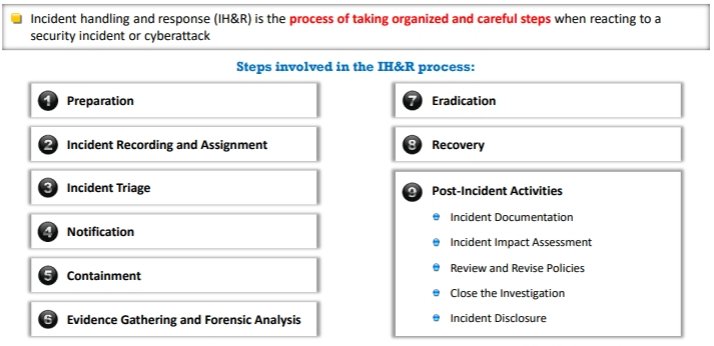 Incident handling and response (IH&R) is the process of taking organized and careful steps when reacting to a
security incident or cyberattack
Steps involved in the IH&R process:
1 Preparation
2 Incident Recording and Assignment
3 Incident Triage
4 Notification
5 Containment
6 Evidence Gathering and Forensic Analysis
7 Eradication
8 Recovery
9 Post-Incident Activities
Incident Documentation
Incident Impact Assessment
Review and Revise Policies
Close the Investigation
Incident Disclosure